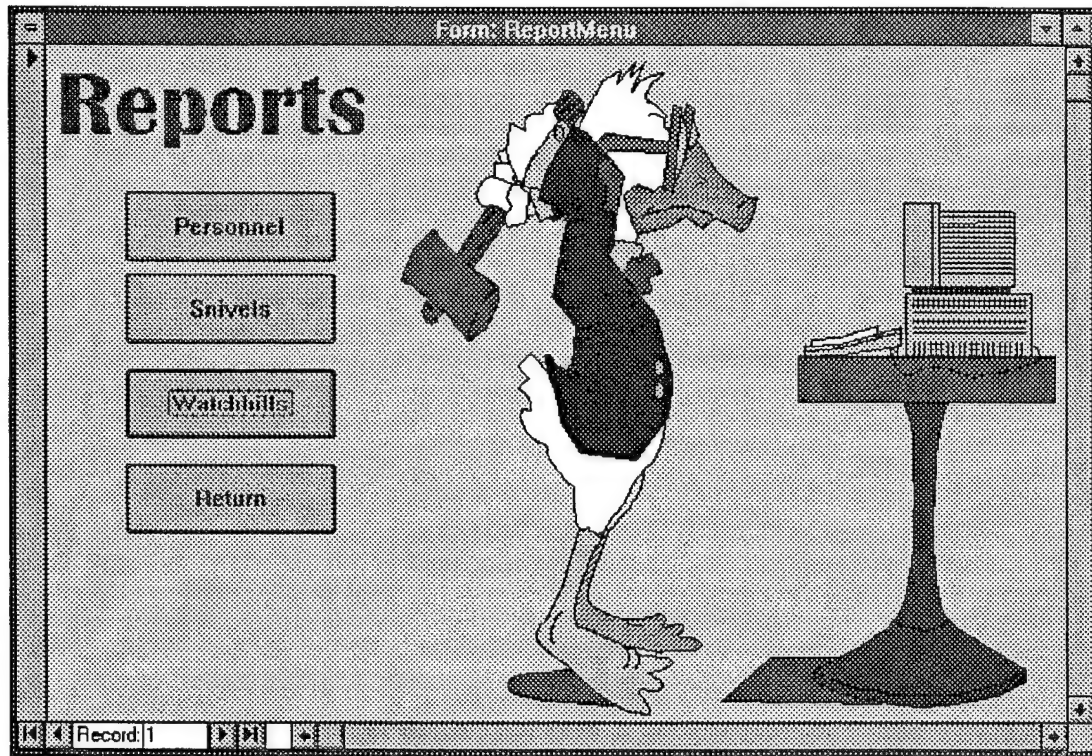 Form: ReportMenu
Reports
Personnel
Snivels
Watchbills
Return
Record: 1